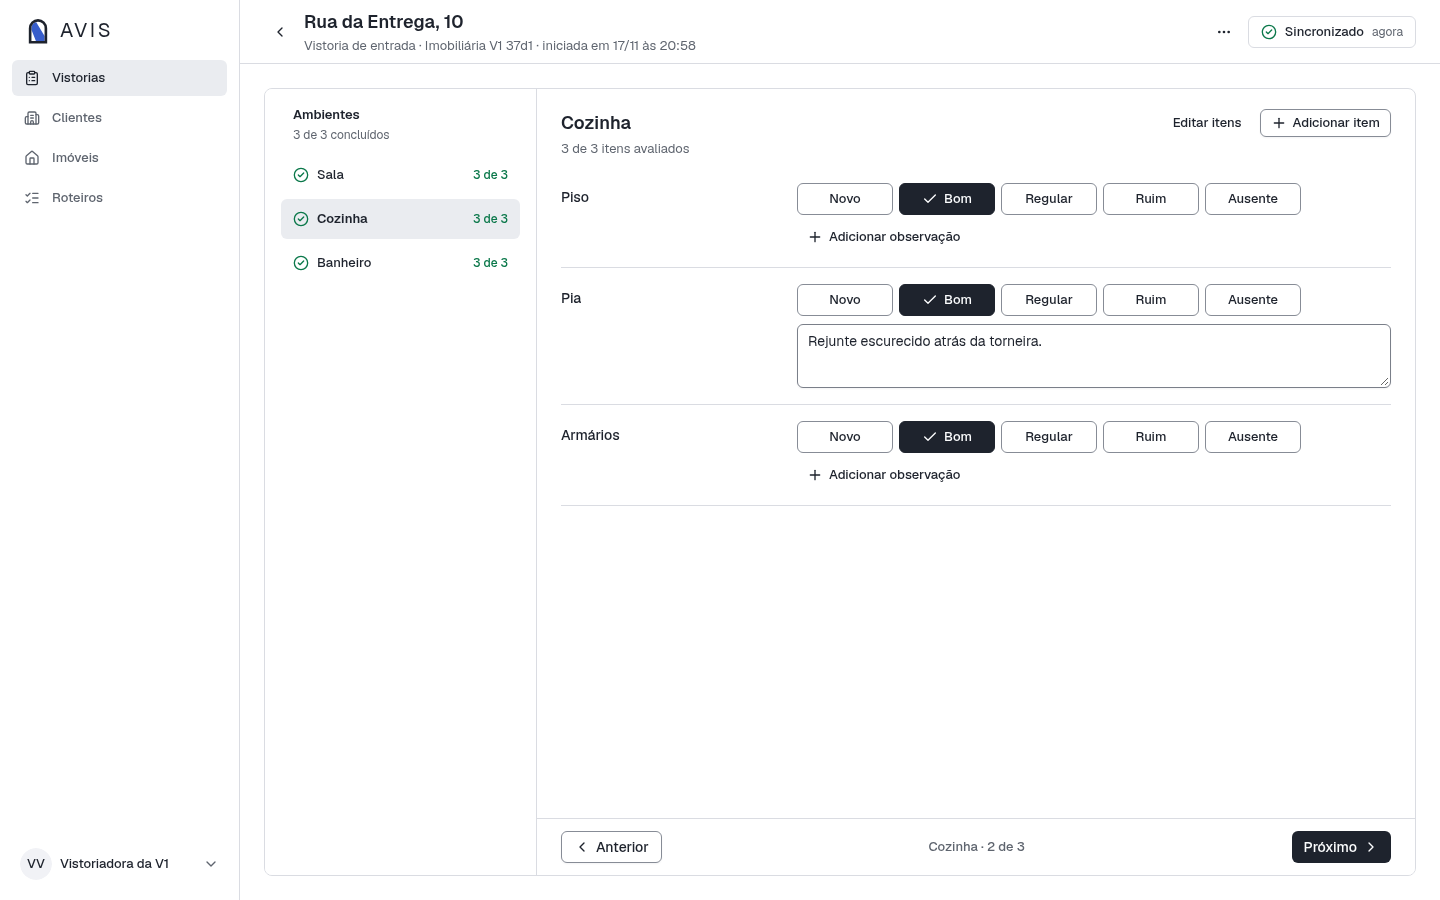 AVIS
Vistorias
Clientes
Imóveis
Roteiros
VV Vistoriadora da V1
Rua da Entrega, 10
Vistoria de entrada · Imobiliária V1 37d1 · iniciada em 17/11 às 20:58
Sincronizado agora
Ambientes
3 de 3 concluídos
Sala 3 de 3
Cozinha 3 de 3
Banheiro 3 de 3
Cozinha
3 de 3 itens avaliados
Editar itens
Adicionar item
Piso
Novo Bom Regular Ruim Ausente
Adicionar observação
Pia
Novo Bom Regular Ruim Ausente
Rejunte escurecido atrás da torneira.
Armários
Novo Bom Regular Ruim Ausente
Adicionar observação
Anterior
Cozinha · 2 de 3
Próximo